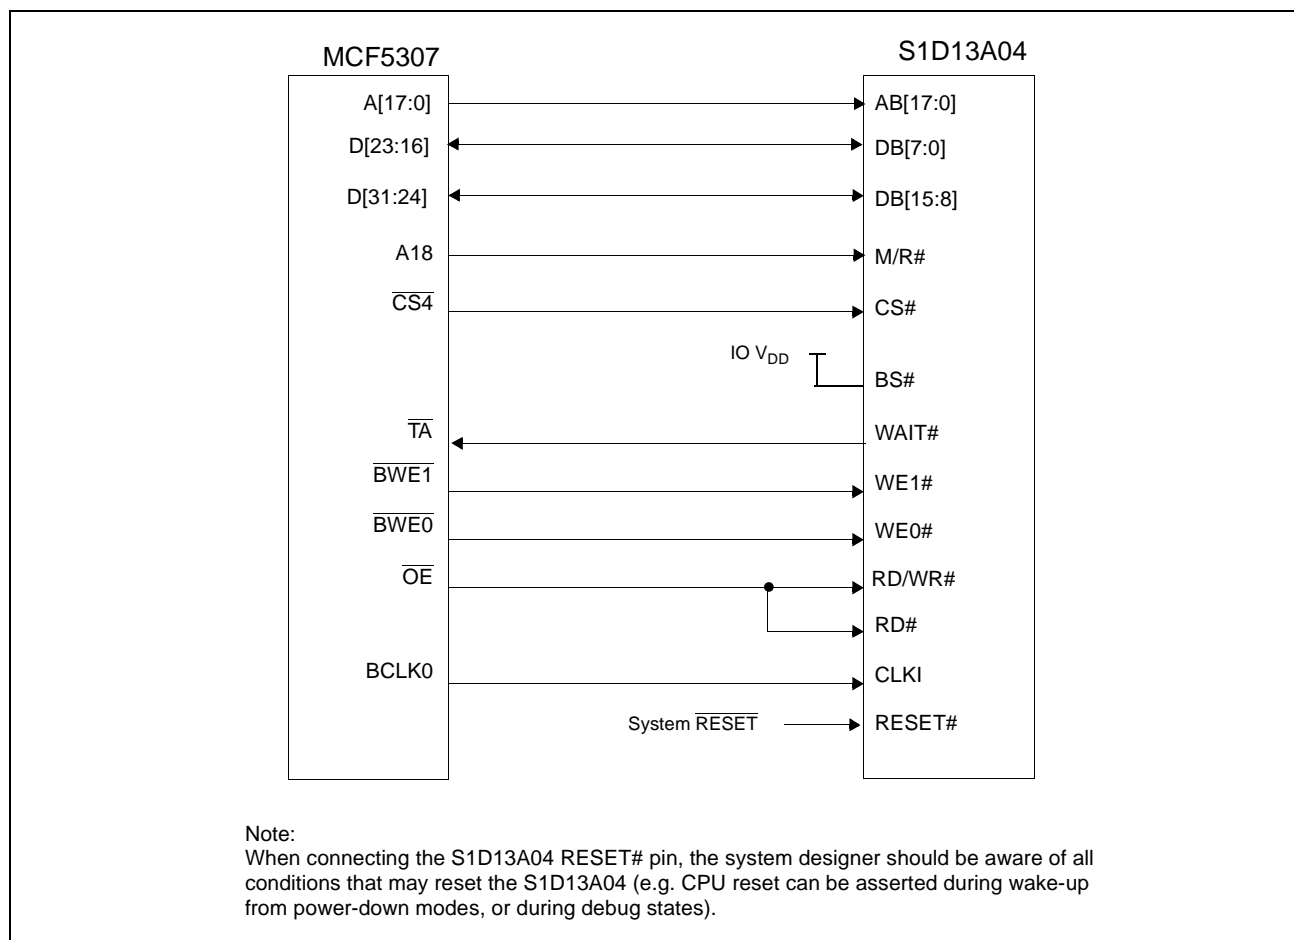 MCF5307 S1D13A04
A[17:0] AB[17:0]
D[23:16] DB[7:0]
D[31:24] DB[15:8]
A18 M/R#
CS4 CS#
IO VDD BS#
TA WAIT#
BWE1 WE1#
BWE0 WE0#
OE RD/WR#
RD#
BCLK0 CLKI
System RESET RESET#
Note:
When connecting the S1D13A04 RESET# pin, the system designer should be aware of all
conditions that may reset the S1D13A04 (e.g. CPU reset can be asserted during wake-up
from power-down modes, or during debug states).